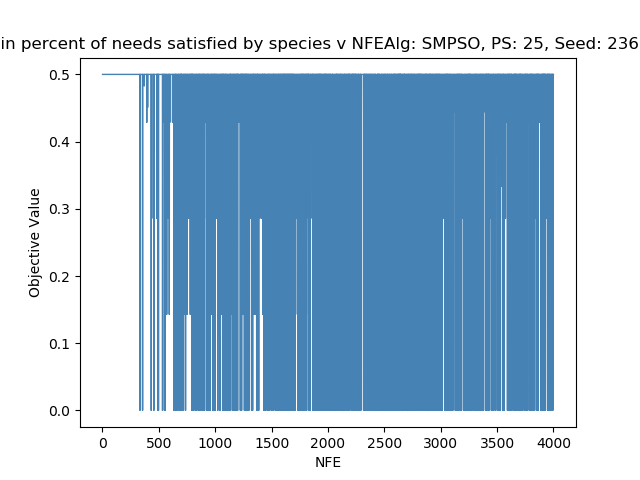 in percent of needs satisfied by species v NFEAlg: SMPSO, PS: 25, Seed: 236
0.5
0.4
0.3
0.2
0.1
0.0
Objective Value
0 500 1000 1500 2000 2500 3000 3500 4000
NFE